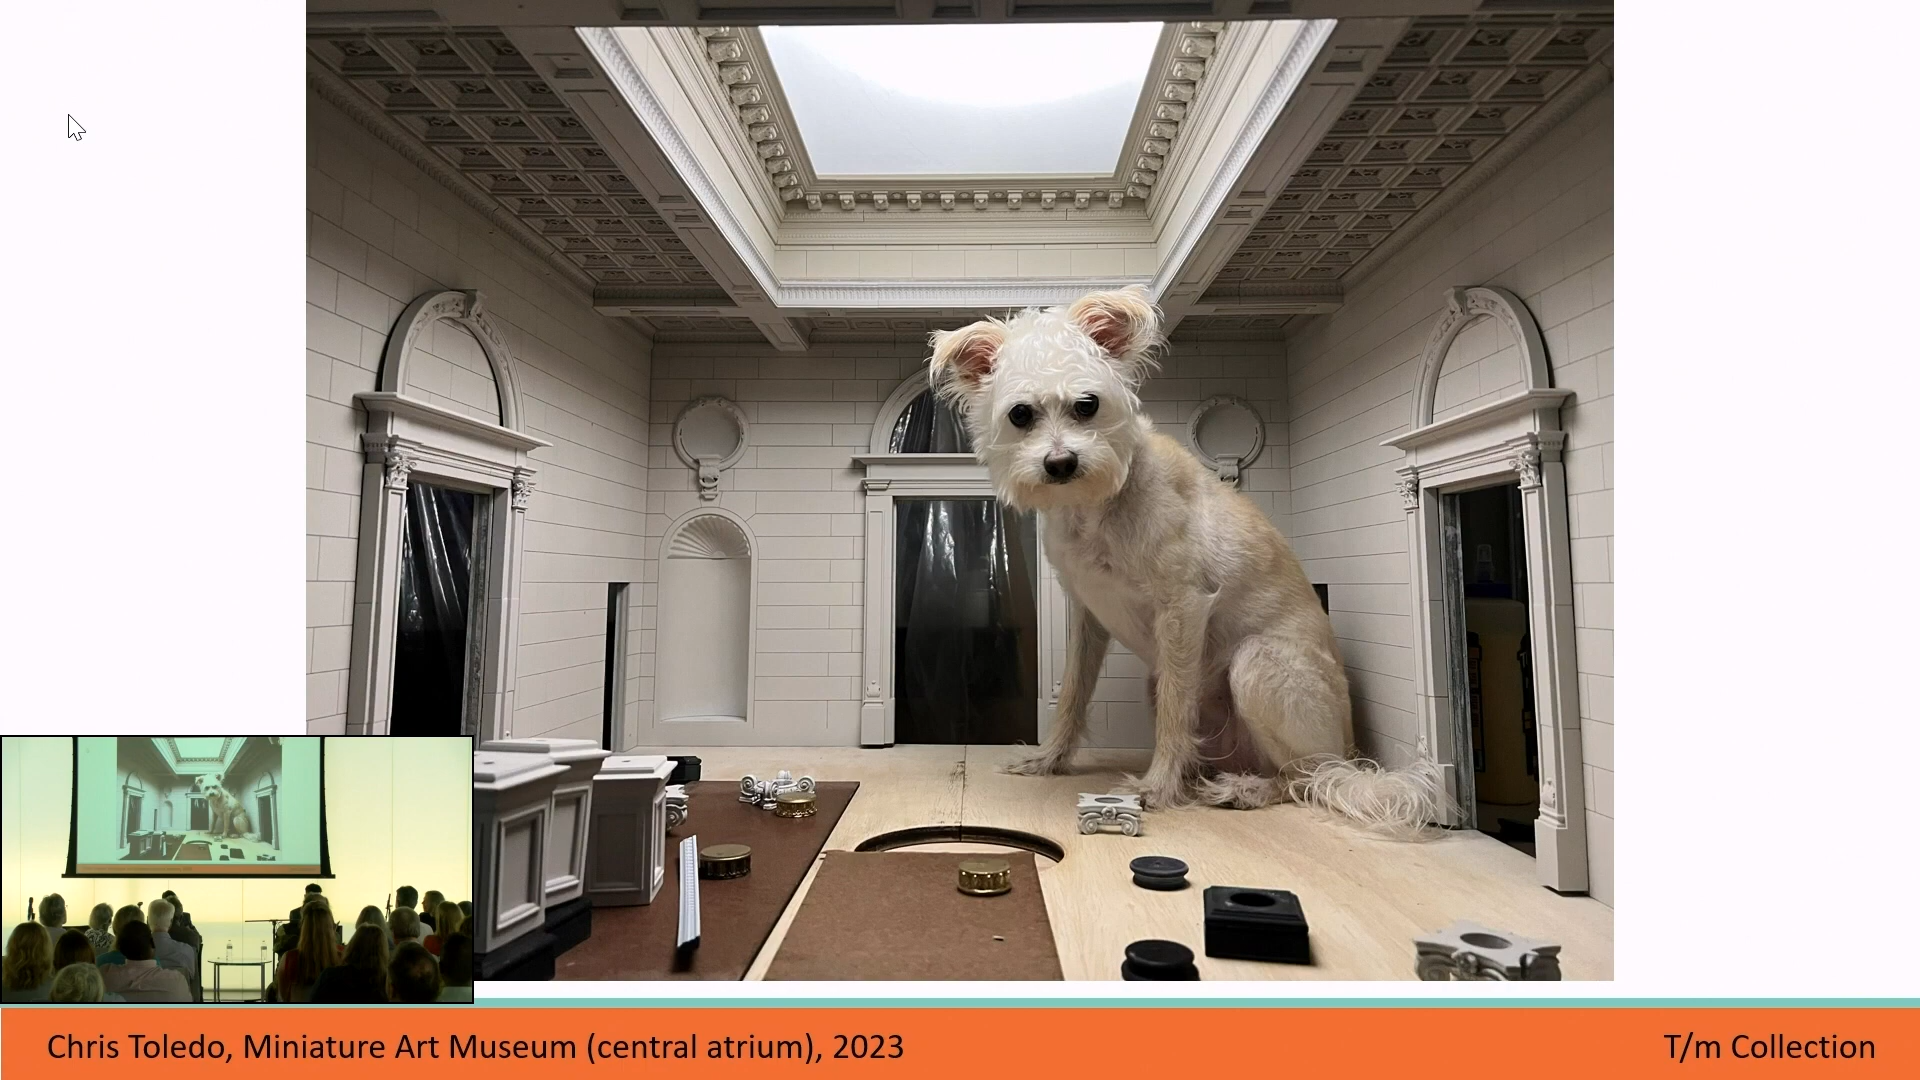 Chris Toledo, Miniature Art Museum (central atrium), 2023
T/m Collection